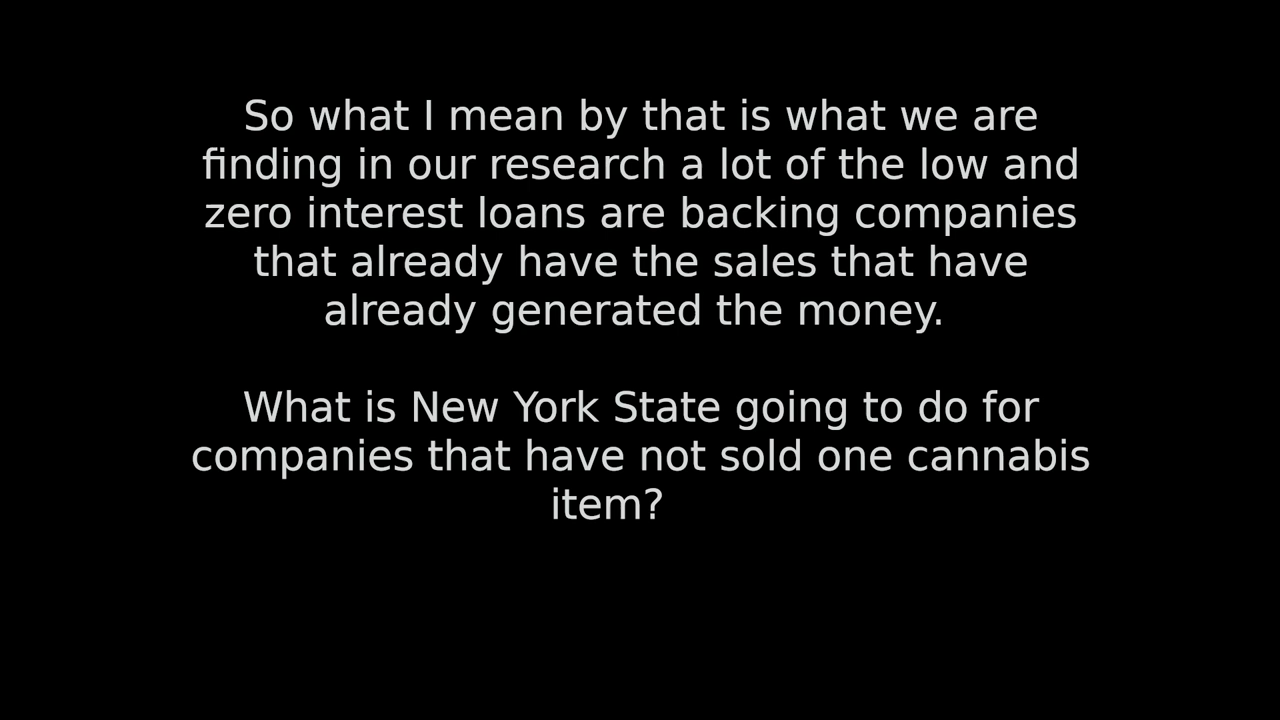 So what I mean by that is what we are
finding in our research a lot of the low and
zero interest loans are backing companies
that already have the sales that have
already generated the money.
What is New York State going to do for
companies that have not sold one cannabis
item?